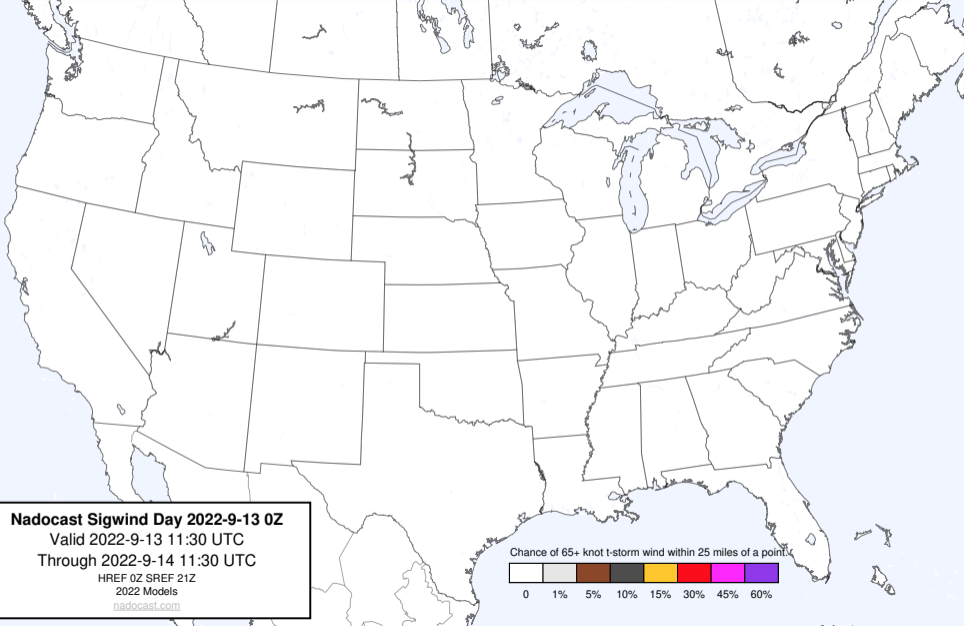 Nadocast Sigwind Day 2022-9-13 0Z
Valid 2022-9-13 11:30 UTC
Through 2022-9-14 11:30 UTC
HREF 0Z SREF 21Z
2022 Models
nadocast.com
Chance of 65+ knot t-storm wind within 25 miles of a point.
0 1% 5% 10% 15% 30% 45% 60%